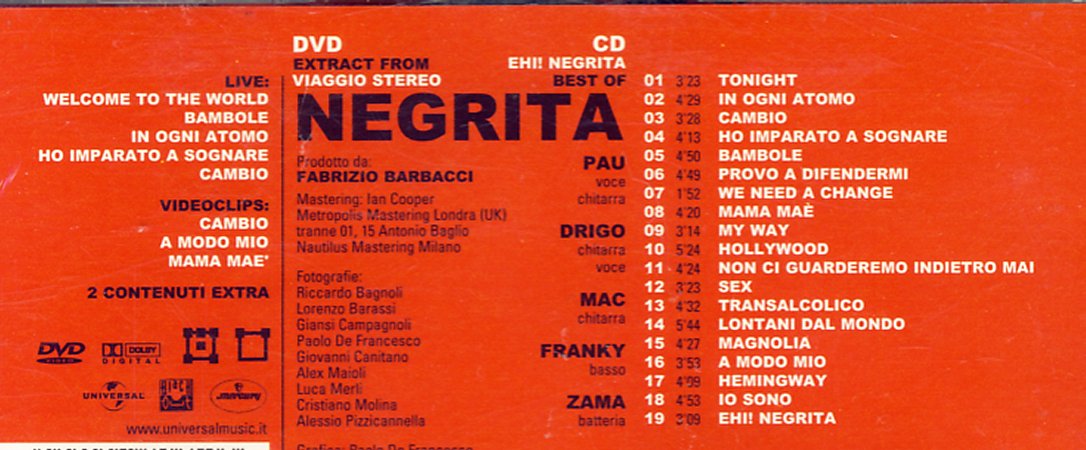 LIVE:
WELCOME TO THE WORLD
BAMBOLE
IN OGNI ATOMO
HO IMPARATO A SOGNARE
CAMBIO
VIDEOCLIPS:
CAMBIO
A MODO MIO
MAMA MAE*
2 CONTENUTI EXTRA
DVD
VIDEO
DOLBY
DIGITAL
UNIVERSAL
BLACK OUT
mercury
www.universalmusic.it
DVD
EXTRACT FROM
VIAGGIO STEREO
CD
EHI! NEGRITA
BEST OF
NEGRITA
Prodotto da:
FABRIZIO BARBACCI
Mastering: Ian Cooper
Metropolis Mastering Londra (UK)
tranne 01, 15 Antonio Baglio
Nautilus Mastering Milano
Fotografie:
Riccardo Bagnoli
Lorenzo Barassi
Giansi Campagnoli
Paolo De Francesco
Giovanni Canitano
Alex Maioli
Luca Merli
Cristiano Molina
Alessio Pizzicannella
Grafica: Paolo De Francesco
PAU
voce
chitarra
DRIGO
chitarra
voce
MAC
chitarra
FRANKY
basso
ZAMA
batteria
01 3'23 TONIGHT
02 4'29 IN OGNI ATOMO
03 3'28 CAMBIO
04 4'13 HO IMPARATO A SOGNARE
05 4'50 BAMBOLE
06 4'49 PROVO A DIFENDERMI
07 1'52 WE NEED A CHANGE
08 4'20 MAMA MAÈ
09 3'14 MY WAY
10 5'24 HOLLYWOOD
11 4'24 NON CI GUARDEREMO INDIETRO MAI
12 3'23 SEX
13 4'32 TRANSALCOLICO
14 5'44 LONTANI DAL MONDO
15 4'27 MAGNOLIA
16 3'53 A MODO MIO
17 HEMINGWAY
18 4'53 IO SONO
19 3'09 EHI! NEGRITA